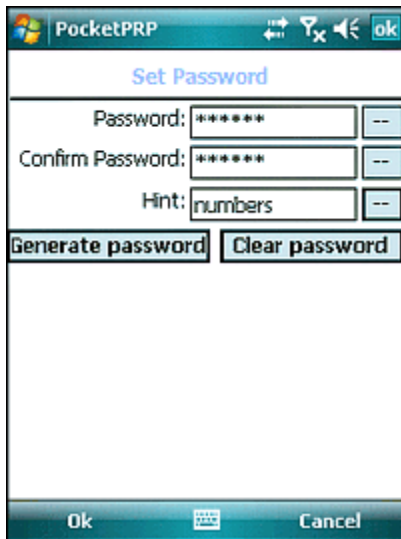 PocketPRP ok
Set Password
Password: ****** --
Confirm Password: ****** --
Hint: numbers --
Generate password Clear password
Ok Cancel